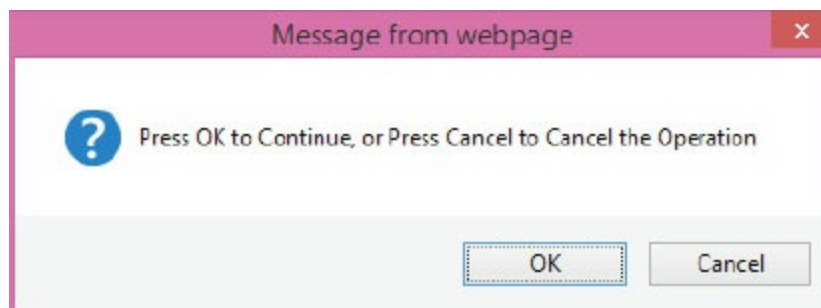 Message from webpage
x
?
Press OK to Continue, or Press Cancel to Cancel the Operation
OK
Cancel